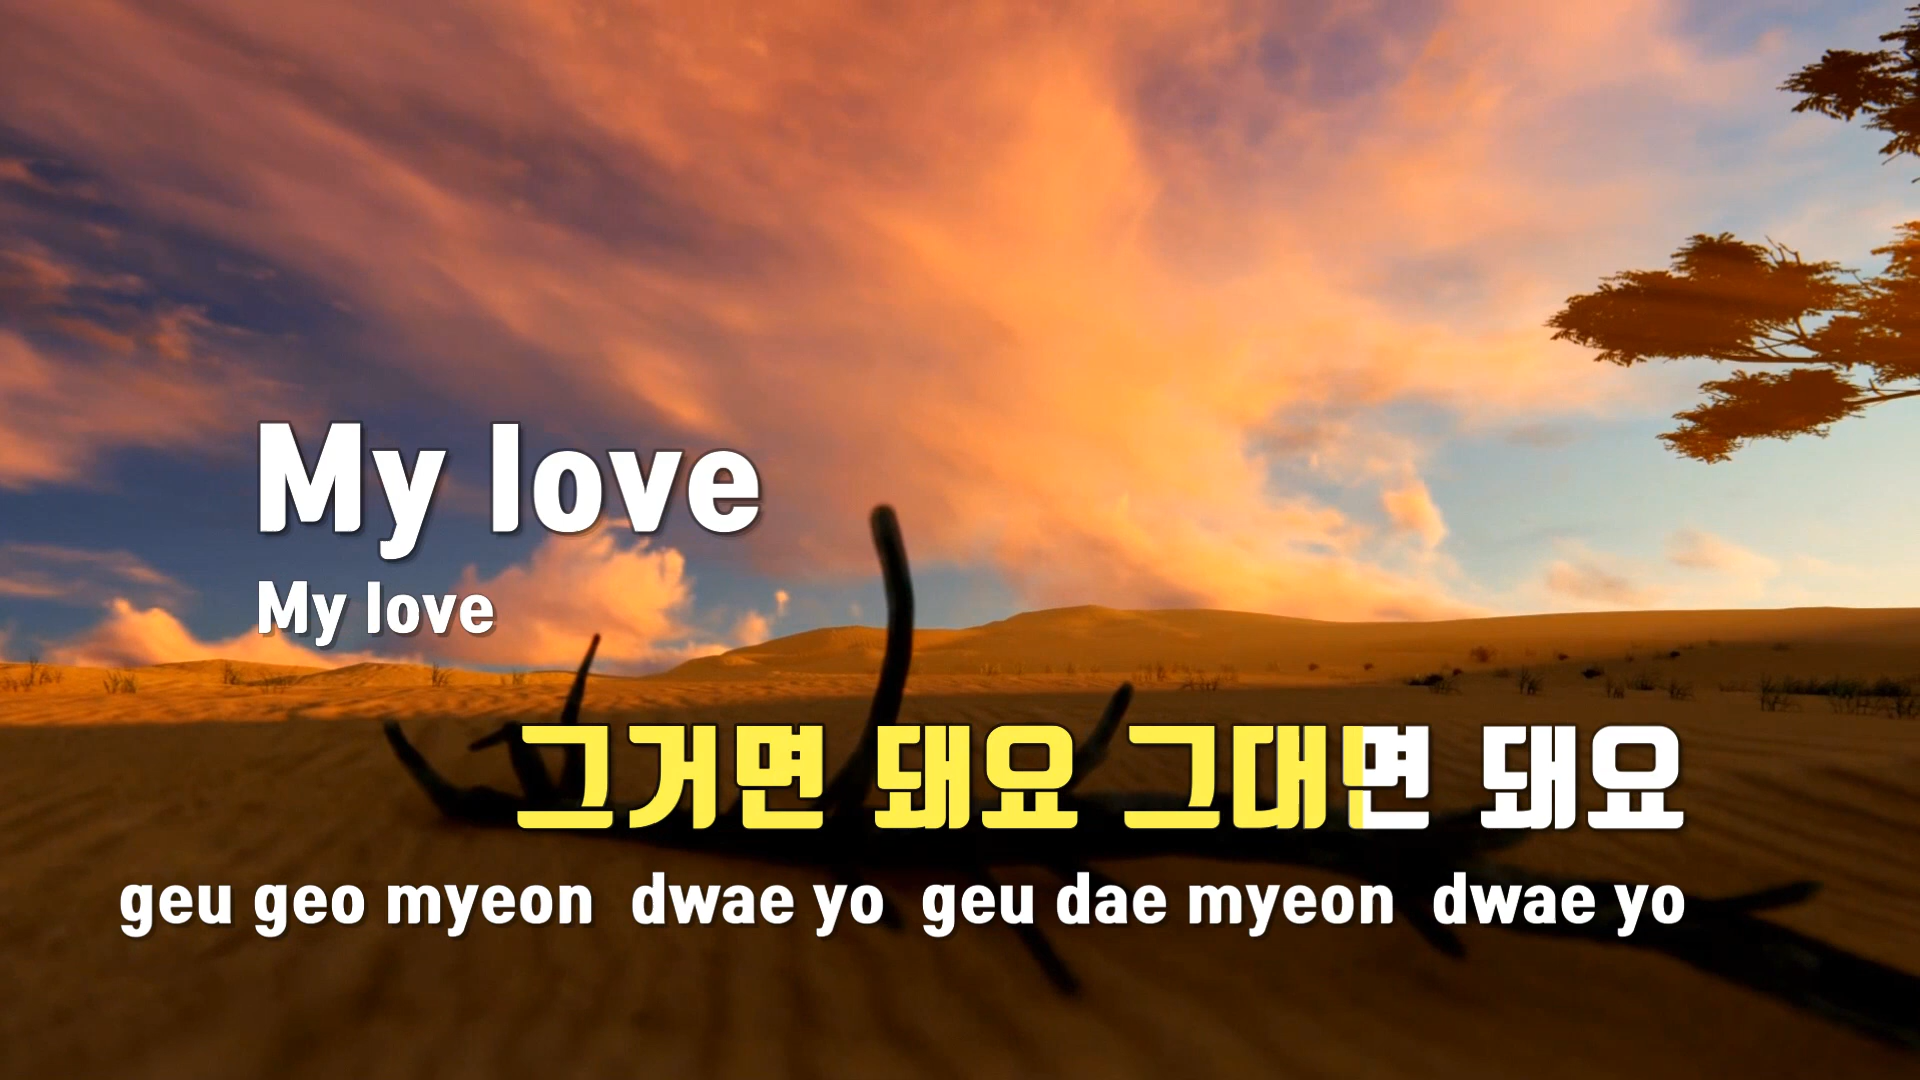 My love
My love
그거면 돼요 그대면 돼요
geu geo myeon dwae yo geu dae myeon dwae yo